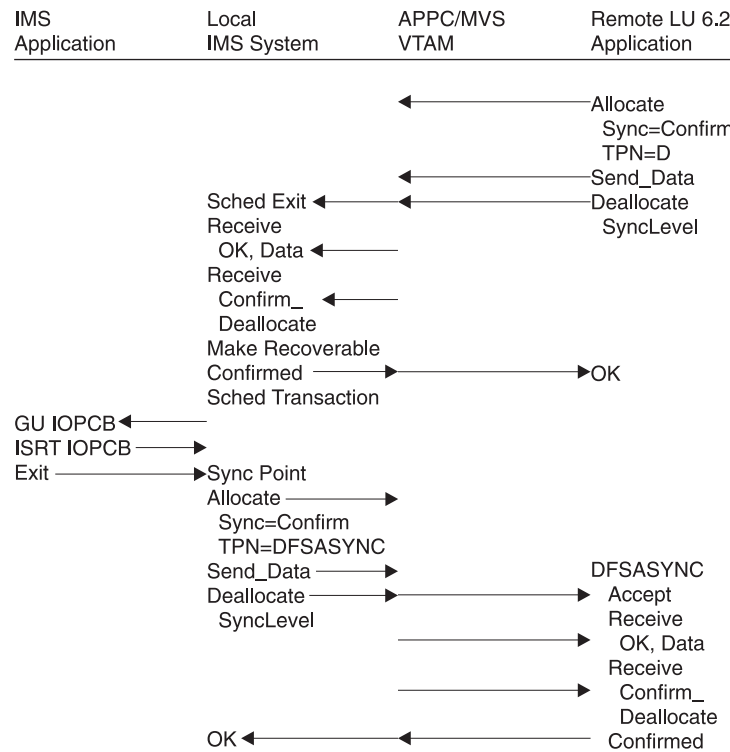 IMS Local APPC/MVS Remote LU 6.2
Application IMS System VTAM Application
Allocate
Sync=Confirm
TPN=D
Send_Data
Sched Exit Deallocate
Receive SyncLevel
OK, Data
Receive
Confirm_
Deallocate
Make Recoverable
Confirmed OK
Sched Transaction
GU IOPCB
ISRT IOPCB
Exit Sync Point
Allocate
Sync=Confirm
TPN=DFSASYNC
Send_Data DFSASYNC
Deallocate Accept
SyncLevel Receive
OK, Data
Receive
Confirm_
Deallocate
OK Confirmed